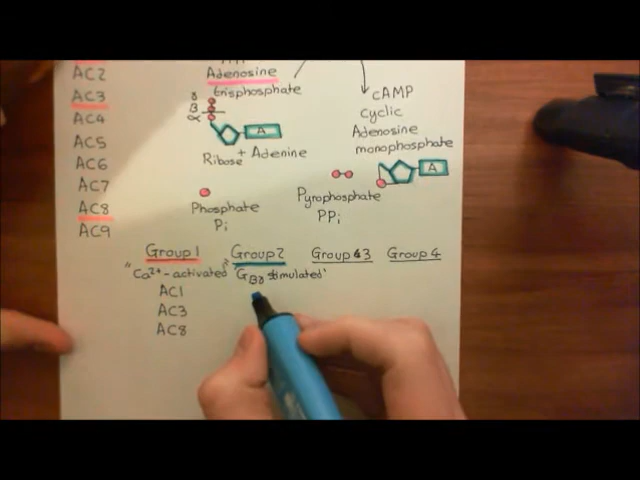 AC2
AC3
AC4
AC5
AC6
AC7
AC8
AC9
Adenosine
trisphosphate
γ
β
α
A
Ribose + Adenine
cAMP
cyclic
Adenosine
monophosphate
A
Phosphate
Pi
Pyrophosphate
PPi
Group 1
"Ca2+-activated"
AC1
AC3
AC8
Group 2
"Gβγ stimulated"
Group 3
Group 4